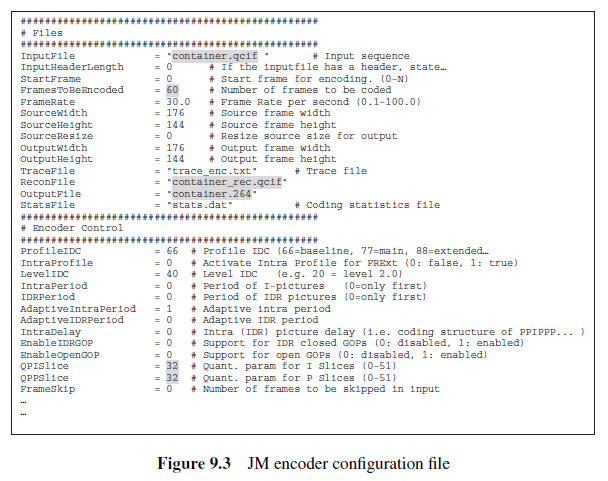 ##################################################
# Files
##################################################
InputFile = "container.qcif " # Input sequence
InputHeaderLength = 0 # If the inputfile has a header, state…
StartFrame = 0 # Start frame for encoding. (0-N)
FramesToBeEncoded = 60 # Number of frames to be coded
FrameRate = 30.0 # Frame Rate per second (0.1-100.0)
SourceWidth = 176 # Source frame width
SourceHeight = 144 # Source frame height
SourceResize = 0 # Resize source size for output
OutputWidth = 176 # Output frame width
OutputHeight = 144 # Output frame height
TraceFile = "trace_enc.txt" # Trace file
ReconFile = "container_rec.qcif"
OutputFile = "container.264"
StatsFile = "stats.dat" # Coding statistics file
##################################################
# Encoder Control
##################################################
ProfileIDC = 66 # Profile IDC (66=baseline, 77=main, 88=extended…
IntraProfile = 0 # Activate Intra Profile for FRExt (0: false, 1: true)
LevelIDC = 40 # Level IDC (e.g. 20 = level 2.0)
IntraPeriod = 0 # Period of I-pictures (0=only first)
IDRPeriod = 0 # Period of IDR pictures (0=only first)
AdaptiveIntraPeriod = 1 # Adaptive intra period
AdaptiveIDRPeriod = 0 # Adaptive IDR period
IntraDelay = 0 # Intra (IDR) picture delay (i.e. coding structure of PPIPPP... )
EnableIDRGOP = 0 # Support for IDR closed GOPs (0: disabled, 1: enabled)
EnableOpenGOP = 0 # Support for open GOPs (0: disabled, 1: enabled)
QPISlice = 32 # Quant. param for I Slices (0-51)
QPPSlice = 32 # Quant. param for P Slices (0-51)
FrameSkip = 0 # Number of frames to be skipped in input
…
…
Figure 9.3 JM encoder configuration file